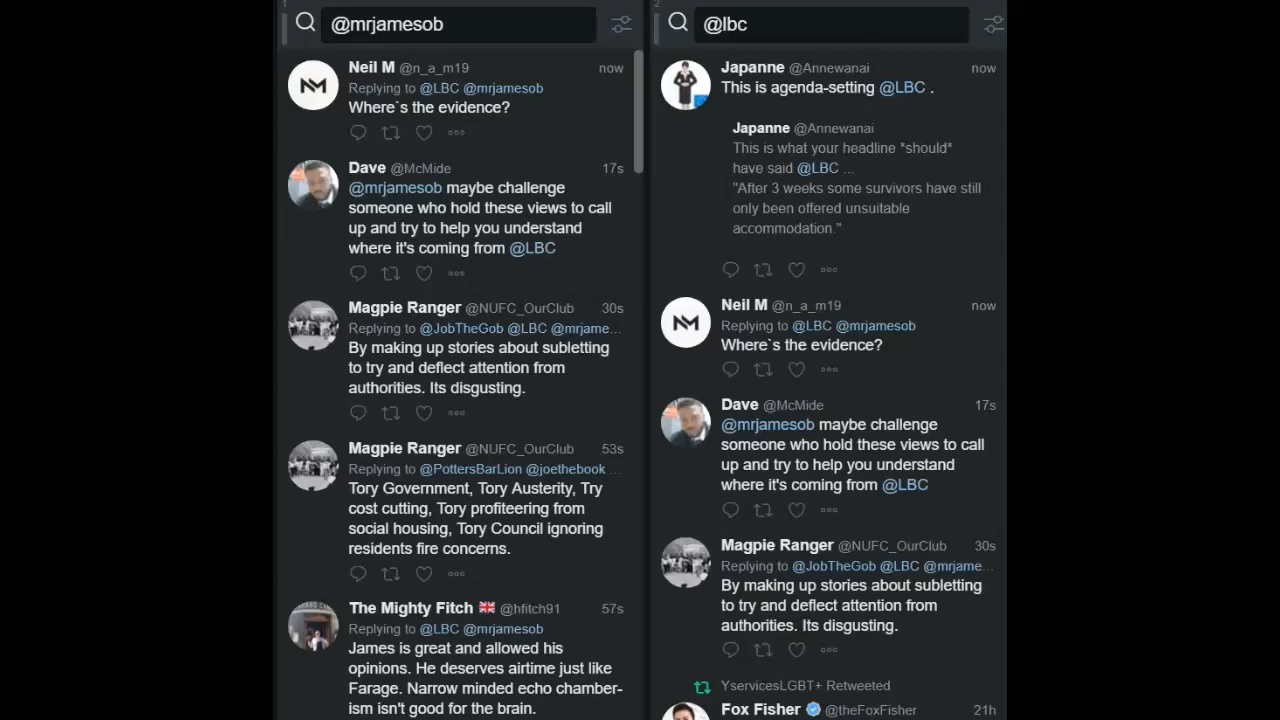 1
@mrjamesob
Neil M @n_a_m19 now
Replying to @LBC @mrjamesob
Where`s the evidence?
Dave @McMide 17s
@mrjamesob maybe challenge
someone who hold these views to call
up and try to help you understand
where it's coming from @LBC
Magpie Ranger @NUFC_OurClub 30s
Replying to @JobTheGob @LBC @mrjame...
By making up stories about subletting
to try and deflect attention from
authorities. Its disgusting.
Magpie Ranger @NUFC_OurClub 53s
Replying to @PottersBarLion @joethebook ...
Tory Government, Tory Austerity, Try
cost cutting, Tory profiteering from
social housing, Tory Council ignoring
residents fire concerns.
The Mighty Fitch 🇬🇧 @hfitch91 57s
Replying to @LBC @mrjamesob
James is great and allowed his
opinions. He deserves airtime just like
Farage. Narrow minded echo chamber-
ism isn't good for the brain.
2
@lbc
Japanne @Annewanai now
This is agenda-setting @LBC .
Japanne @Annewanai
This is what your headline *should*
have said @LBC ...
"After 3 weeks some survivors have still
only been offered unsuitable
accommodation."
Neil M @n_a_m19 now
Replying to @LBC @mrjamesob
Where`s the evidence?
Dave @McMide 17s
@mrjamesob maybe challenge
someone who hold these views to call
up and try to help you understand
where it's coming from @LBC
Magpie Ranger @NUFC_OurClub 30s
Replying to @JobTheGob @LBC @mrjame...
By making up stories about subletting
to try and deflect attention from
authorities. Its disgusting.
YservicesLGBT+ Retweeted
Fox Fisher @theFoxFisher 21h